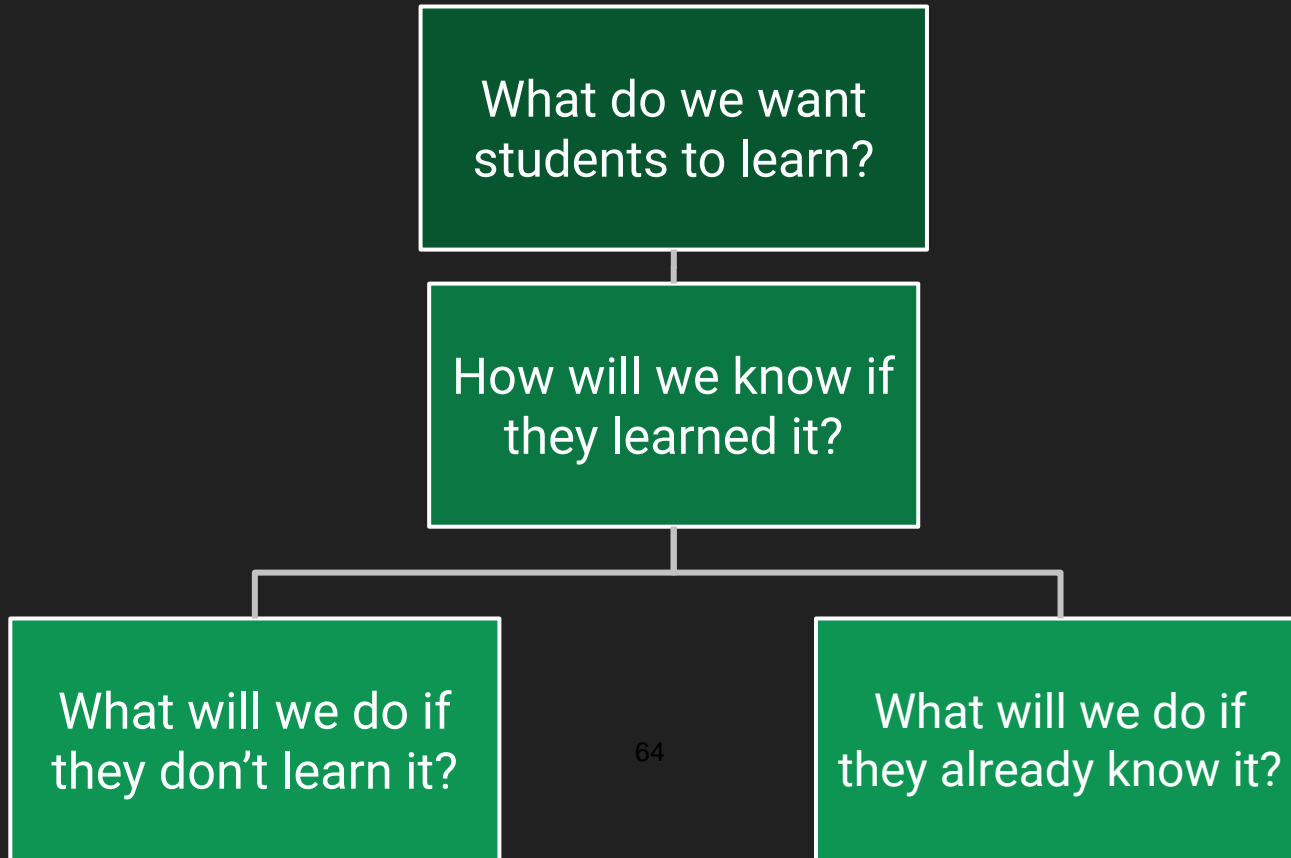 What do we want
students to learn?
How will we know if
they learned it?
What will we do if
they don’t learn it?
64
What will we do if
they already know it?